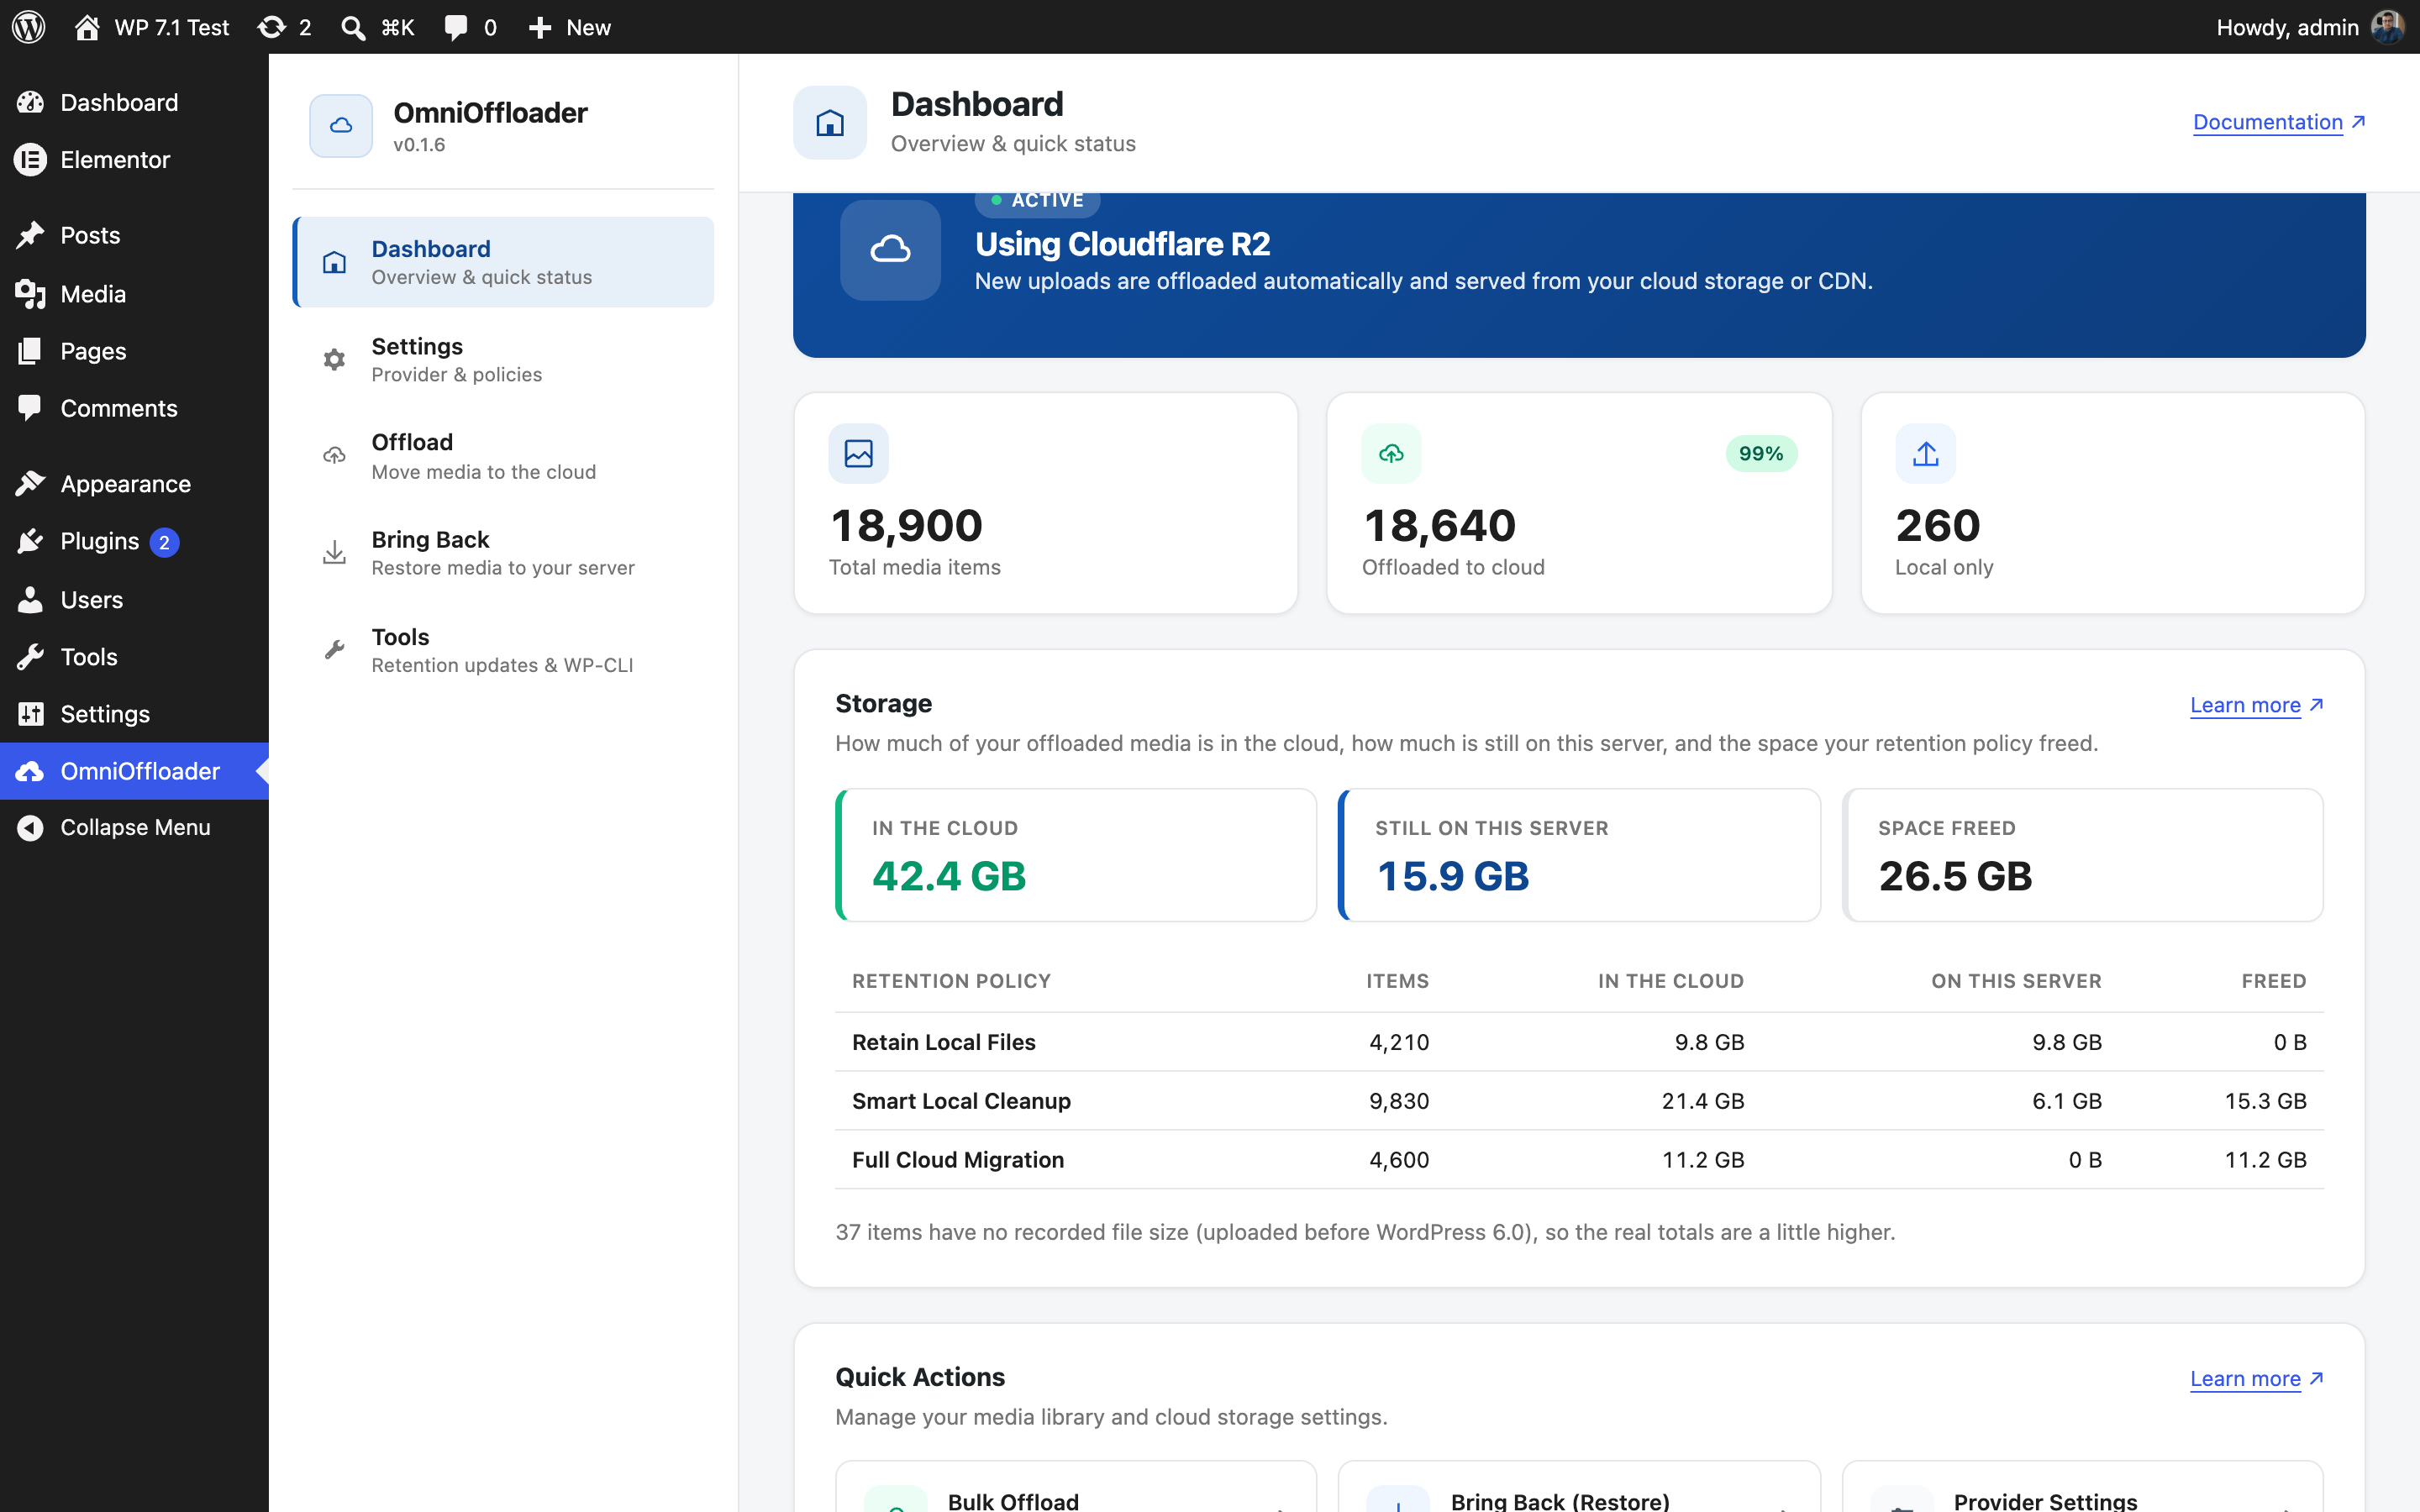 WP 7.1 Test 2 ⌘K 0 New Howdy, admin
Dashboard
Elementor
Posts
Media
Pages
Comments
Appearance
Plugins 2
Users
Tools
Settings
OmniOffloader
Collapse Menu
OmniOffloader
v0.1.6
Dashboard
Overview & quick status
Settings
Provider & policies
Offload
Move media to the cloud
Bring Back
Restore media to your server
Tools
Retention updates & WP-CLI
Dashboard
Overview & quick status
Documentation ↗
ACTIVE
Using Cloudflare R2
New uploads are offloaded automatically and served from your cloud storage or CDN.
18,900
Total media items
99%
18,640
Offloaded to cloud
260
Local only
Storage
Learn more ↗
How much of your offloaded media is in the cloud, how much is still on this server, and the space your retention policy freed.
IN THE CLOUD
42.4 GB
STILL ON THIS SERVER
15.9 GB
SPACE FREED
26.5 GB
RETENTION POLICY ITEMS IN THE CLOUD ON THIS SERVER FREED
Retain Local Files 4,210 9.8 GB 9.8 GB 0 B
Smart Local Cleanup 9,830 21.4 GB 6.1 GB 15.3 GB
Full Cloud Migration 4,600 11.2 GB 0 B 11.2 GB
37 items have no recorded file size (uploaded before WordPress 6.0), so the real totals are a little higher.
Quick Actions
Learn more ↗
Manage your media library and cloud storage settings.
Bulk Offload
Bring Back (Restore)
Provider Settings